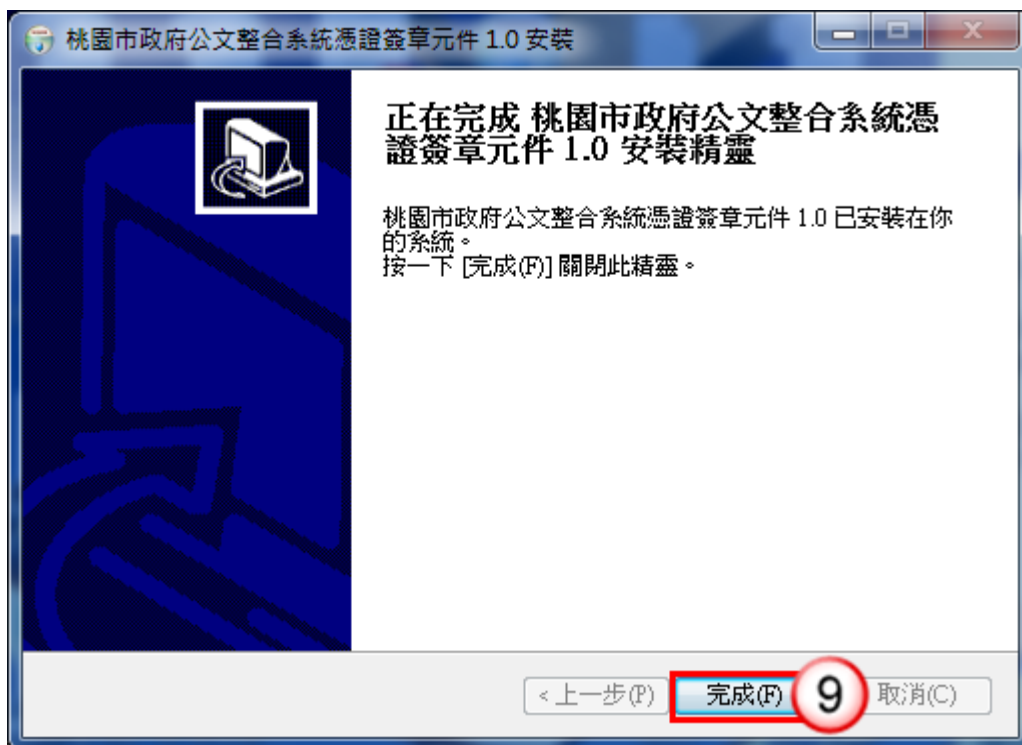 桃園市政府公文整合系統憑證簽章元件 1.0 安裝
正在完成 桃園市政府公文整合系統憑
證簽章元件 1.0 安裝精靈
桃園市政府公文整合系統憑證簽章元件 1.0 已安裝在你
的系統。
按一下 [完成(F)] 關閉此精靈。
<上一步(P) 完成(F) 9 取消(C)